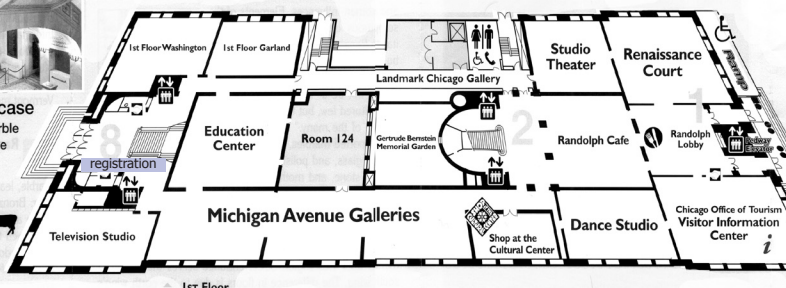 1st Floor Washington
1st Floor Garland
Landmark Chicago Gallery
Studio
Theater
Renaissance
Court
Ramp
case
8
registration
Education
Center
Room 124
Gertrude Bernstein
Memorial Garden
2
Randolph Cafe
1
Randolph
Lobby
Pedway
Elevator
Television Studio
Michigan Avenue Galleries
Shop at the
Cultural Center
Dance Studio
Chicago Office of Tourism
Visitor Information
Center
i
1ST FLOOR